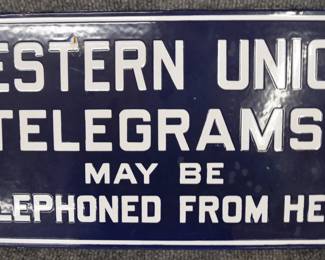 ESTERN UNIO
TELEGRAMS
MAY BE
LEPHONED FROM HE